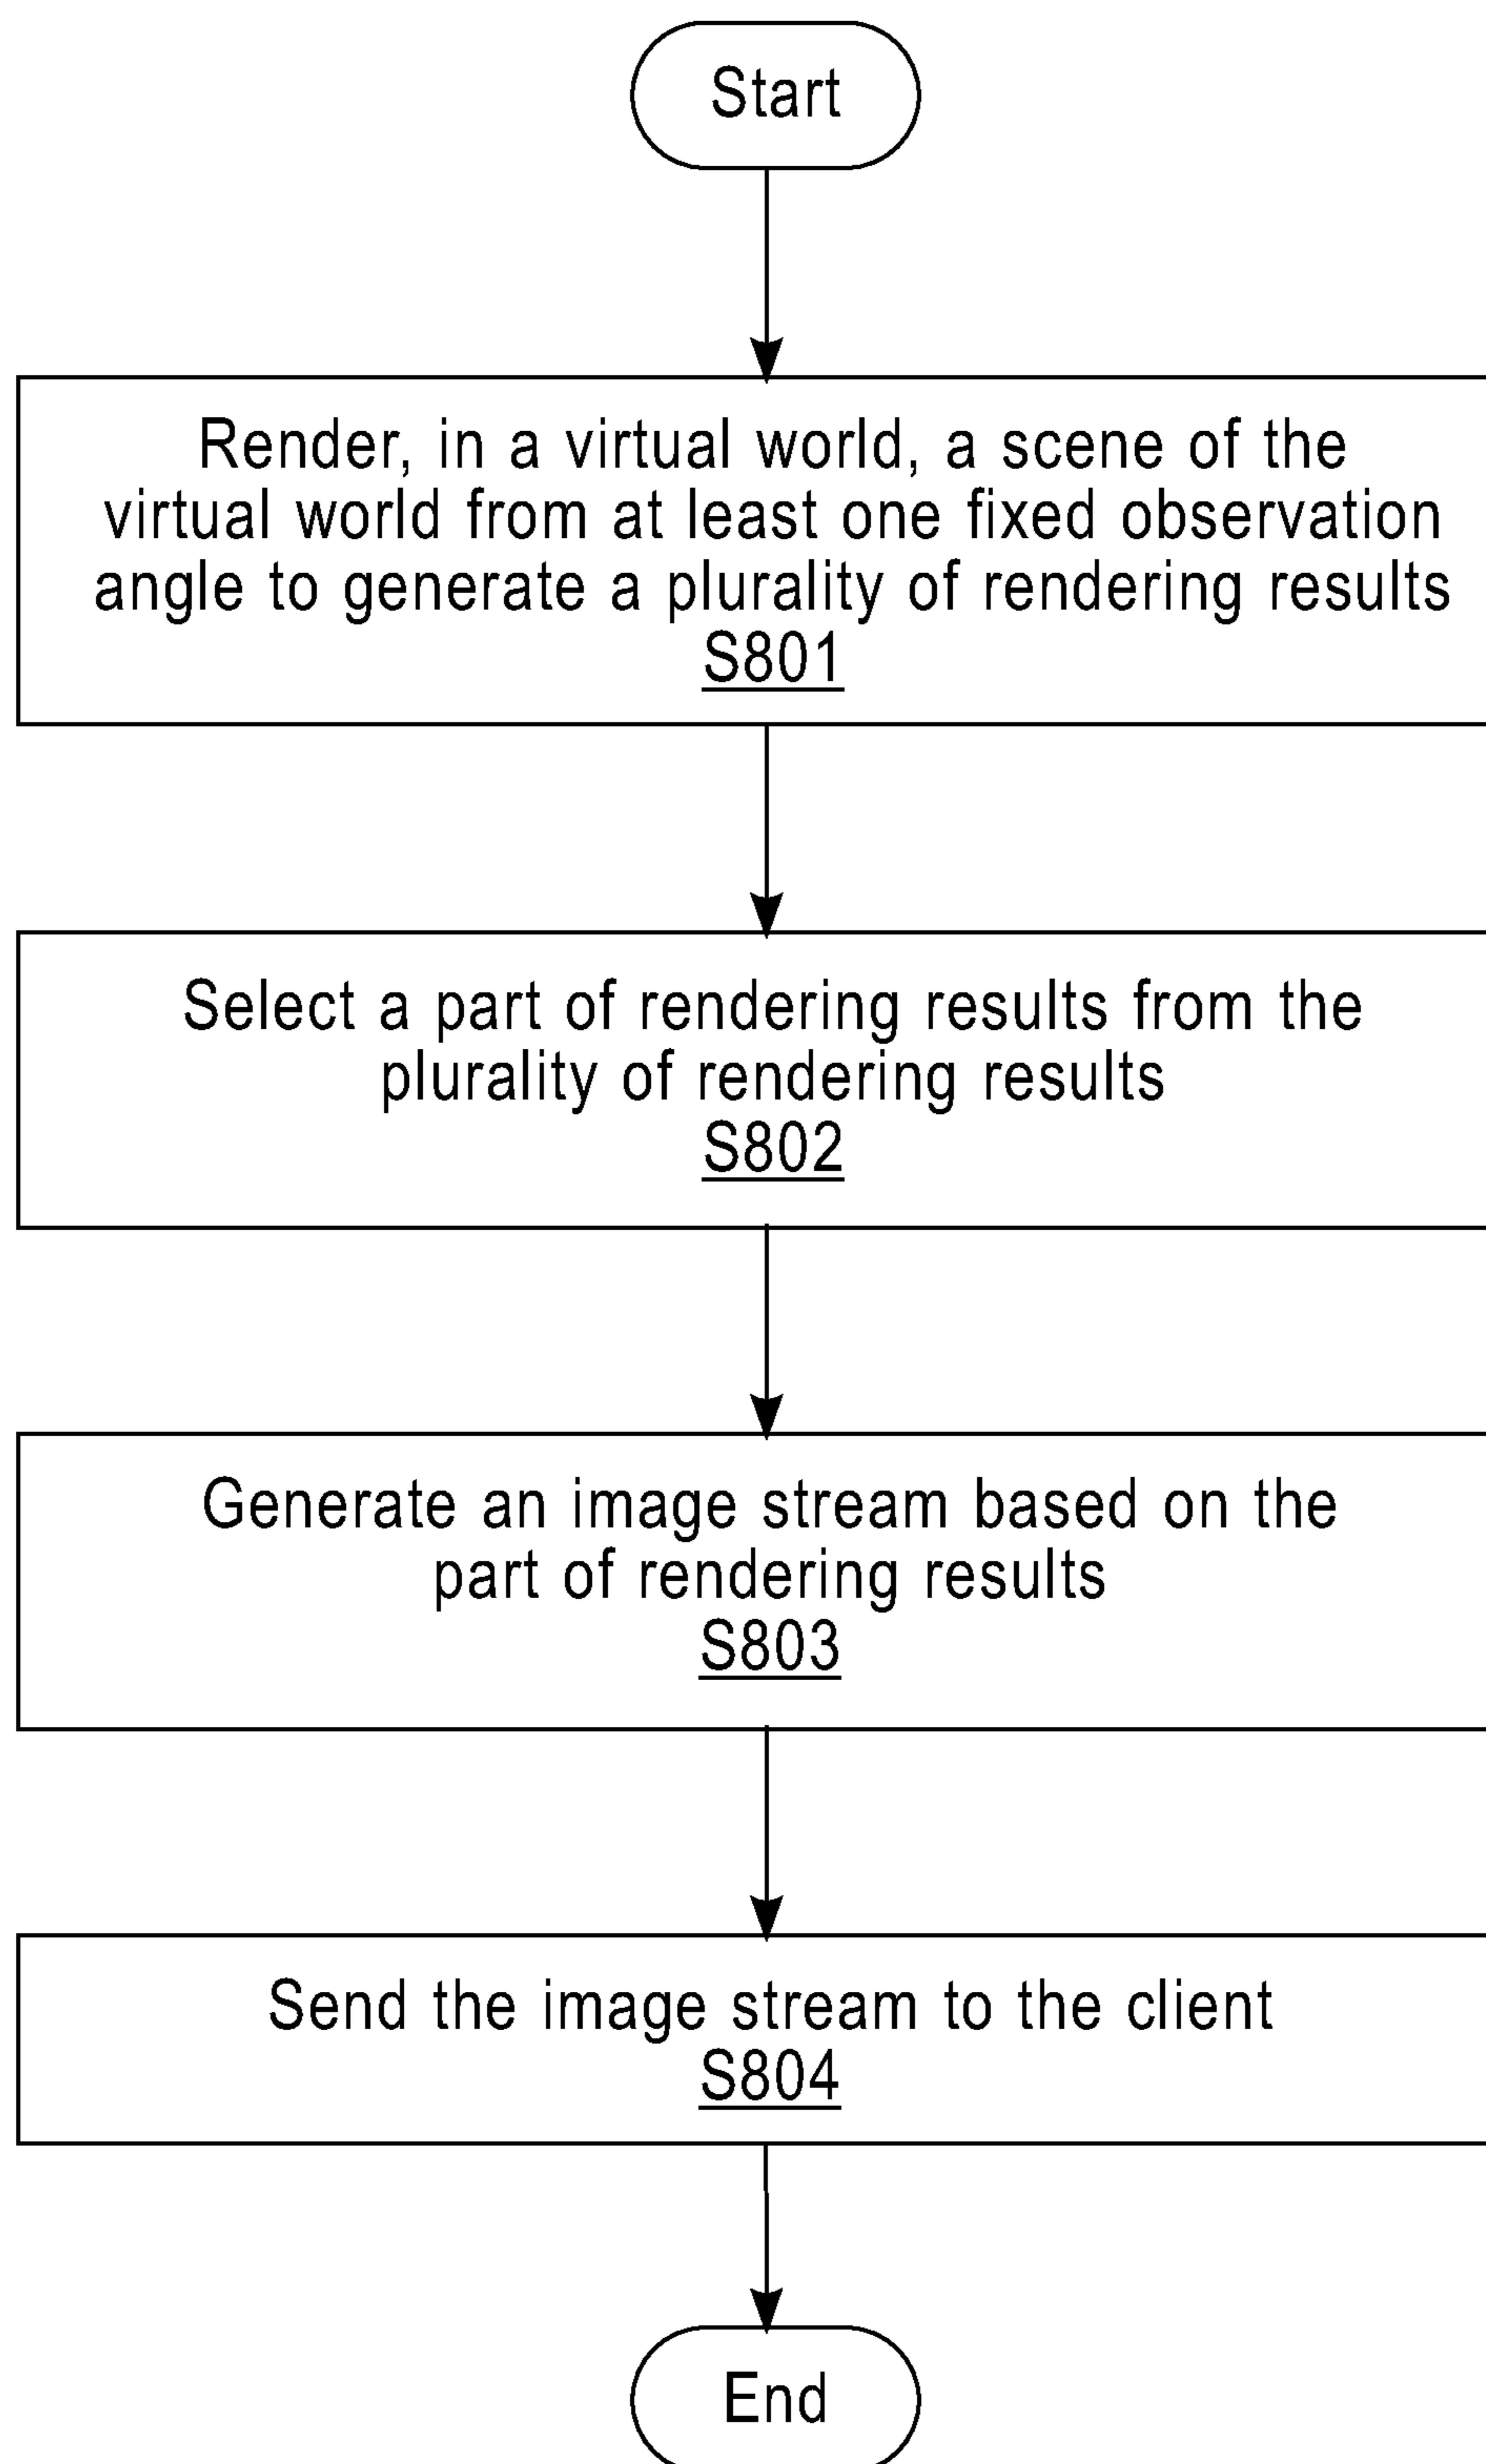 Start
Render, in a virtual world, a scene of the
virtual world from at least one fixed observation
angle to generate a plurality of rendering results
S801
Select a part of rendering results from the
plurality of rendering results
S802
Generate an image stream based on the
part of rendering results
S803
Send the image stream to the client
S804
End